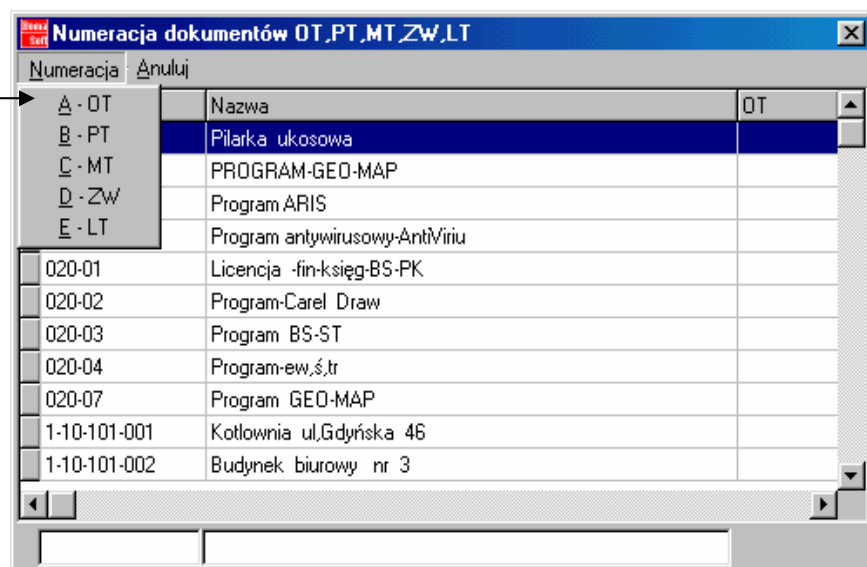 Boma Soft Numeracja dokumentów OT,PT,MT,ZW,LT
Numeracja Anuluj
A - OT
B - PT
C - MT
D - ZW
E - LT
Nazwa OT
Pilarka ukosowa
PROGRAM-GEO-MAP
Program ARIS
Program antywirusowy-AntiViriu
020-01 Licencja -fin-księg-BS-PK
020-02 Program-Carel Draw
020-03 Program BS-ST
020-04 Program-ew,ś,tr
020-07 Program GEO-MAP
1-10-101-001 Kotlownia ul,Gdyńska 46
1-10-101-002 Budynek biurowy nr 3